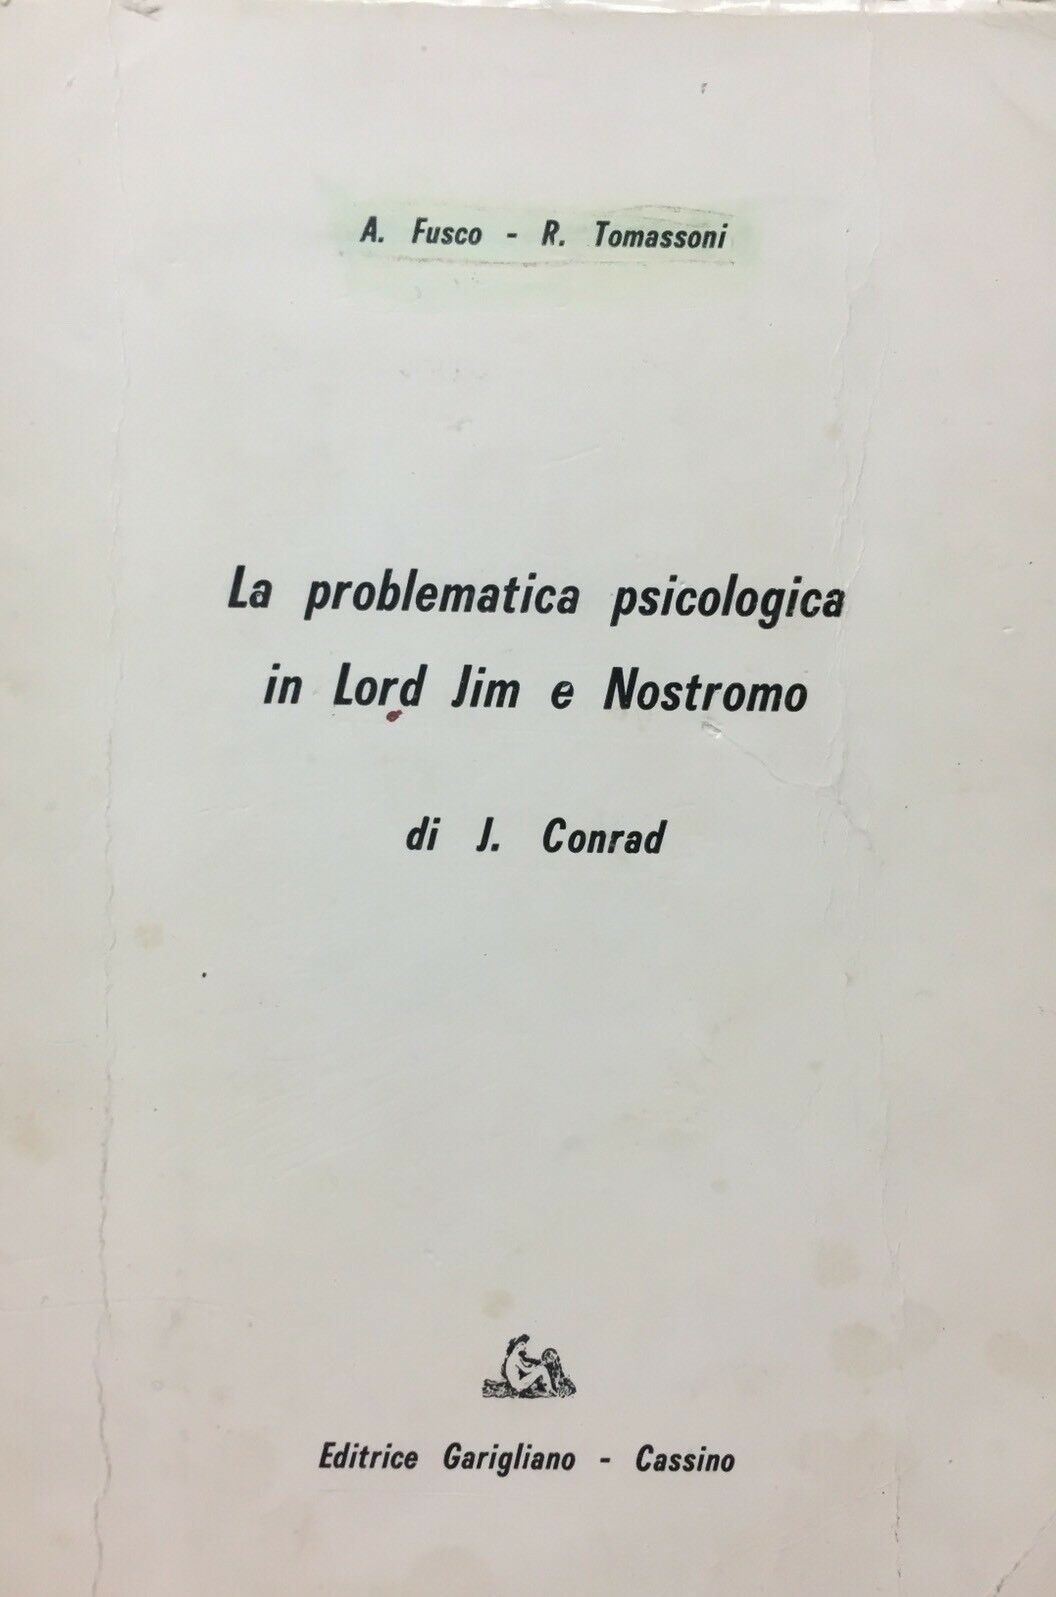 A. Fusco - R. Tomassoni
La problematica psicologica
in Lord Jim e Nostromo
di J. Conrad
Editrice Garigliano - Cassino